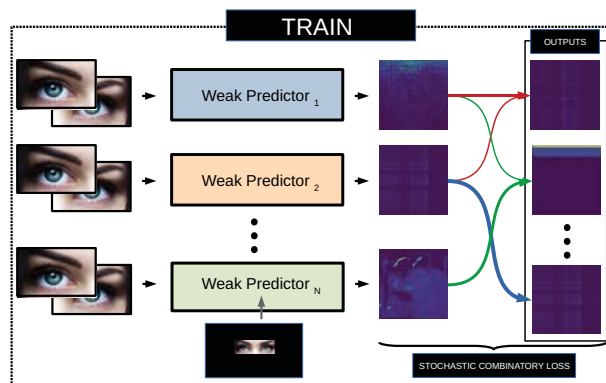 TRAIN
OUTPUTS
Weak Predictor 1
Weak Predictor 2
Weak Predictor N
STOCHASTIC COMBINATORY LOSS